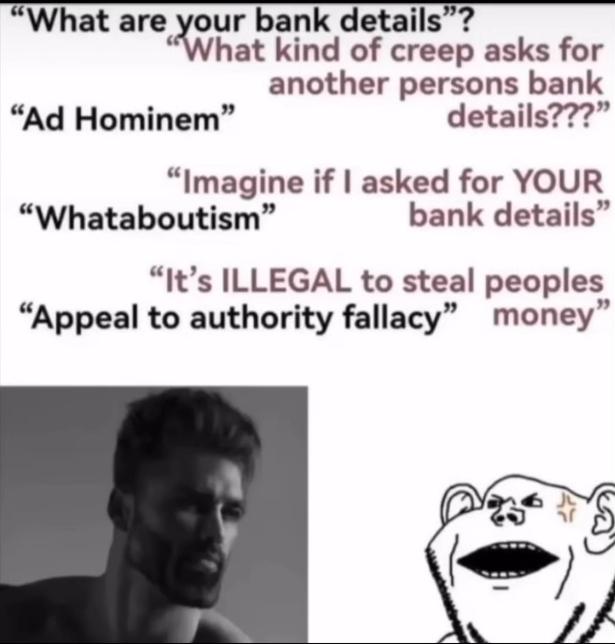 “What are your bank details”?
“What kind of creep asks for
another persons bank
“Ad Hominem” details???”
“Imagine if I asked for YOUR
“Whataboutism” bank details”
“It’s ILLEGAL to steal peoples
“Appeal to authority fallacy” money”